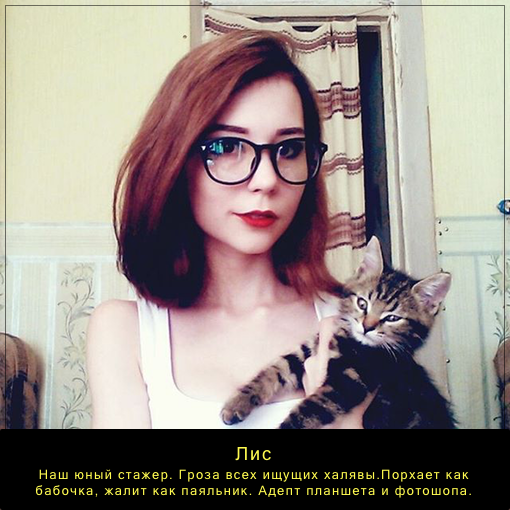 Лис
Наш юный стажер. Гроза всех ищущих халявы.Порхает как
бабочка, жалит как паяльник. Адепт планшета и фотошопа.